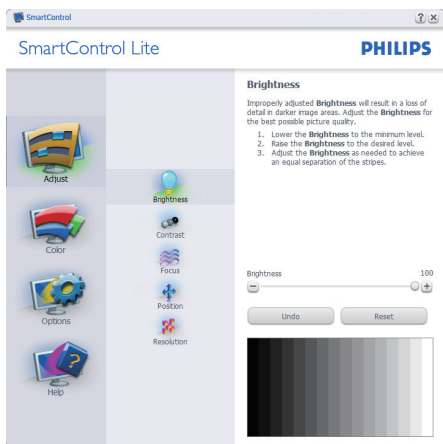 SmartControl
SmartControl Lite
PHILIPS
Adjust
Color
Options
Help
Brightness
Contrast
Focus
Position
Resolution
Brightness
Improperly adjusted Brightness will result in a loss of
detail in darker image areas. Adjust the Brightness for
the best possible picture quality.
1. Lower the Brightness to the minimum level.
2. Raise the Brightness to the desired level.
3. Adjust the Brightness as needed to achieve
an equal separation of the stripes.
Brightness 100
Undo Reset